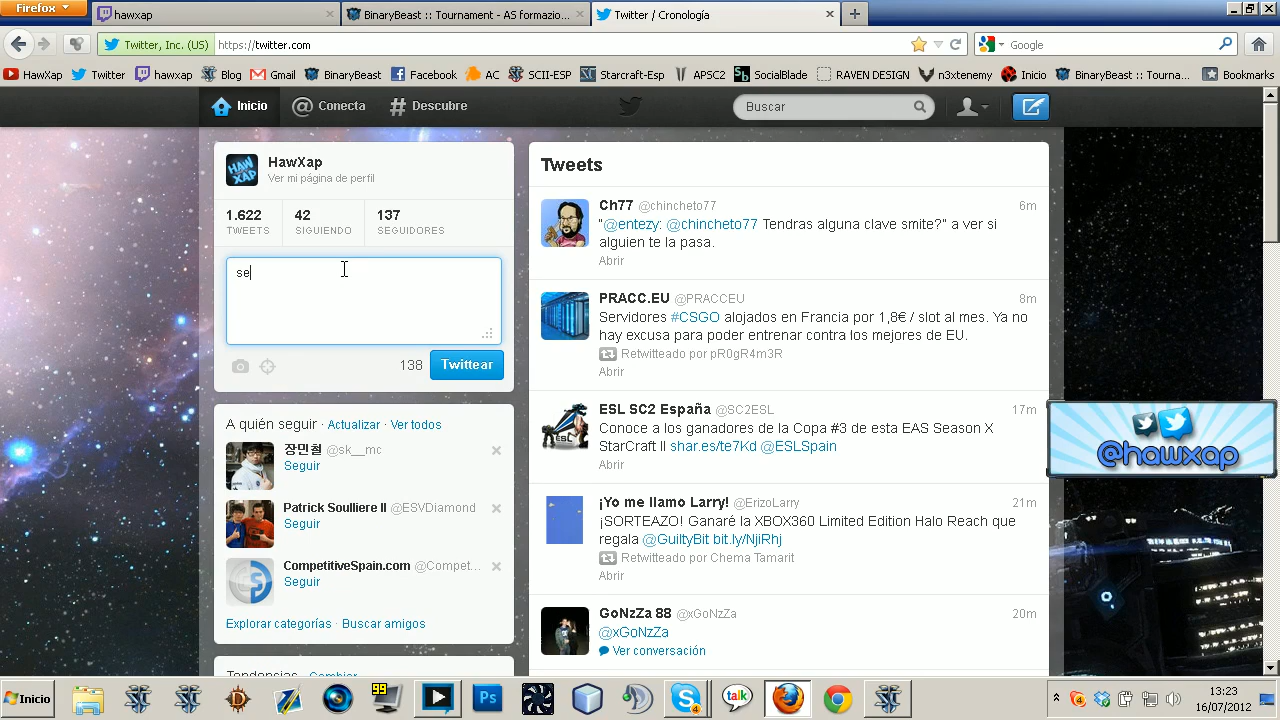 Firefox
hawxap
BinaryBeast :: Tournament - AS formazio...
Twitter / Cronología
Twitter, Inc. (US)
https://twitter.com
Google
HawXap
Twitter
hawxap
Blog
Gmail
BinaryBeast
Facebook
AC
SCII-ESP
Starcraft-Esp
APSC2
SocialBlade
RAVEN DESIGN
n3xxenemy
Inicio
BinaryBeast :: Tourna...
Bookmarks
Inicio
Conecta
Descubre
Buscar
HAW
XAP
HawXap
Ver mi página de perfil
1.622
TWEETS
42
SIGUIENDO
137
SEGUIDORES
se
138
Twittear
A quién seguir · Actualizar · Ver todos
장민철 @sk__mc
Seguir
Patrick Soulliere II @ESVDiamond
Seguir
CompetitiveSpain.com @Compet...
Seguir
Explorar categorías · Buscar amigos
Tendencias · Cambiar
Tweets
Ch77 @chincheto77
6m
"@entezy: @chincheto77 Tendras alguna clave smite?" a ver si
alguien te la pasa.
Abrir
PRACC.EU @PRACCEU
8m
Servidores #CSGO alojados en Francia por 1,8€ / slot al mes. Ya no
hay excusa para poder entrenar contra los mejores de EU.
Retwitteado por pR0gR4m3R
Abrir
ESL SC2 España @SC2ESL
17m
Conoce a los ganadores de la Copa #3 de esta EAS Season X
StarCraft II shar.es/te7Kd @ESLSpain
Abrir
¡Yo me llamo Larry! @ErizoLarry
21m
¡SORTEAZO! Ganaré la XBOX360 Limited Edition Halo Reach que
regala @GuiltyBit bit.ly/NjiRhj
Retwitteado por Chema Tamarit
Abrir
GoNzZa 88 @xGoNzZa
20m
@xGoNzZa
Ver conversación
@hawxap
Inicio
99
Ps
talk
13:23
16/07/2012